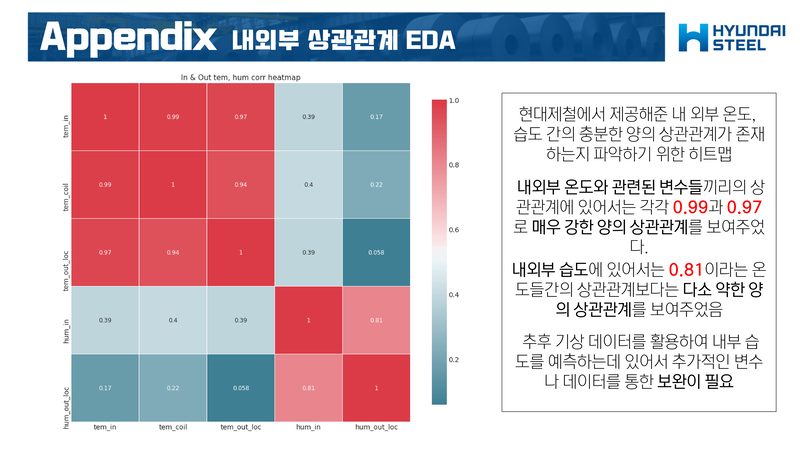 Appendix 내외부 상관관계 EDA
HYUNDAI
STEEL
In & Out tem, hum corr heatmap
tem_in
1
0.99
0.97
0.39
0.17
tem_coil
0.99
1
0.94
0.4
0.22
tem_out_loc
0.97
0.94
1
0.39
0.058
hum_in
0.39
0.4
0.39
1
0.81
hum_out_loc
0.17
0.22
0.058
0.81
1
tem_in
tem_coil
tem_out_loc
hum_in
hum_out_loc
1.0
0.8
0.6
0.4
0.2
현대제철에서 제공해준 내 외부 온도,
습도 간의 충분한 양의 상관관계가 존재
하는지 파악하기 위한 히트맵
내외부 온도와 관련된 변수들끼리의 상
관관계에 있어서는 각각 0.99과 0.97
로 매우 강한 양의 상관관계를 보여주었
다.
내외부 습도에 있어서는 0.81이라는 온
도들간의 상관관계보다는 다소 약한 양
의 상관관계를 보여주었음
추후 기상 데이터를 활용하여 내부 습
도를 예측하는데 있어서 추가적인 변수
나 데이터를 통한 보완이 필요